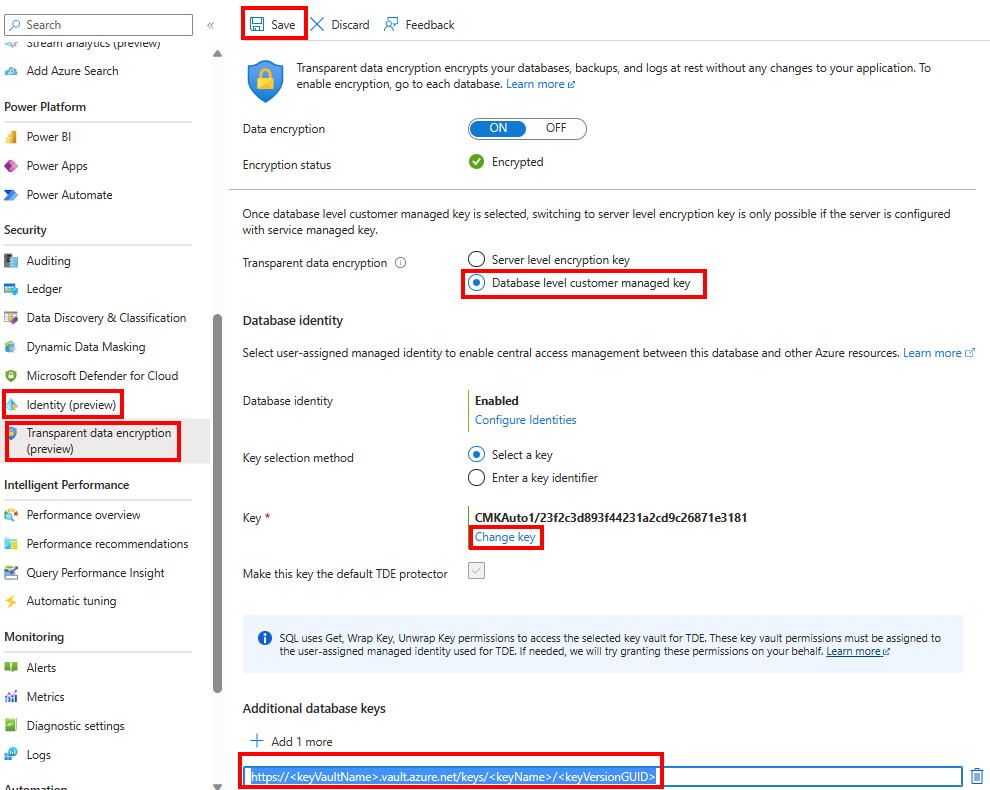 Search
«
Save
Discard
Feedback
Stream analytics (preview)
Add Azure Search
Power Platform
Power BI
Power Apps
Power Automate
Security
Auditing
Ledger
Data Discovery & Classification
Dynamic Data Masking
Microsoft Defender for Cloud
Identity (preview)
Transparent data encryption
(preview)
Intelligent Performance
Performance overview
Performance recommendations
Query Performance Insight
Automatic tuning
Monitoring
Alerts
Metrics
Diagnostic settings
Logs
Automation
Transparent data encryption encrypts your databases, backups, and logs at rest without any changes to your application. To
enable encryption, go to each database. Learn more
Data encryption
ON OFF
Encryption status
Encrypted
Once database level customer managed key is selected, switching to server level encryption key is only possible if the server is configured
with service managed key.
Transparent data encryption
Server level encryption key
Database level customer managed key
Database identity
Select user-assigned managed identity to enable central access management between this database and other Azure resources. Learn more
Database identity
Enabled
Configure Identities
Key selection method
Select a key
Enter a key identifier
Key *
CMKAuto1/23f2c3d893f44231a2cd9c26871e3181
Change key
Make this key the default TDE protector
SQL uses Get, Wrap Key, Unwrap Key permissions to access the selected key vault for TDE. These key vault permissions must be assigned to
the user-assigned managed identity used for TDE. If needed, we will try granting these permissions on your behalf. Learn more
Additional database keys
Add 1 more
https://<keyVaultName>.vault.azure.net/keys/<keyName>/<keyVersionGUID>